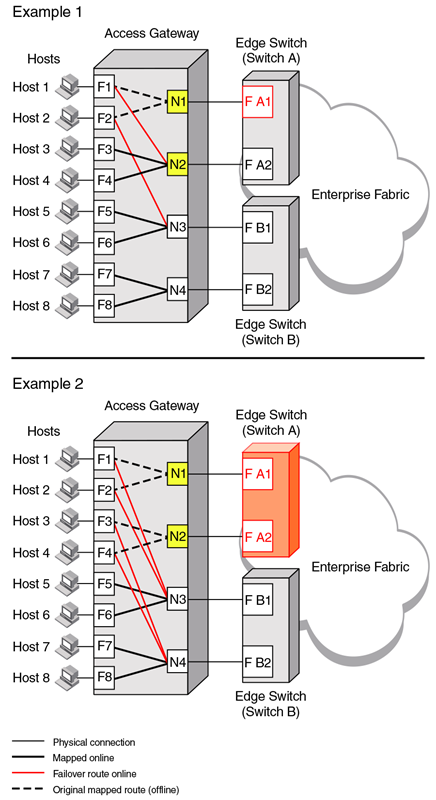 Example 1
Access Gateway
Edge Switch
(Switch A)
Hosts
Host 1 F1 N1 F A1
Host 2 F2
Host 3 F3 N2 F A2
Host 4 F4
Enterprise Fabric
Host 5 F5 N3 F B1
Host 6 F6
Host 7 F7 N4 F B2
Host 8 F8
Edge Switch
(Switch B)
Example 2
Access Gateway
Edge Switch
(Switch A)
Hosts
Host 1 F1 N1 F A1
Host 2 F2
Host 3 F3 N2 F A2
Host 4 F4
Enterprise Fabric
Host 5 F5 N3 F B1
Host 6 F6
Host 7 F7 N4 F B2
Host 8 F8
Edge Switch
(Switch B)
Physical connection
Mapped online
Failover route online
Original mapped route (offline)